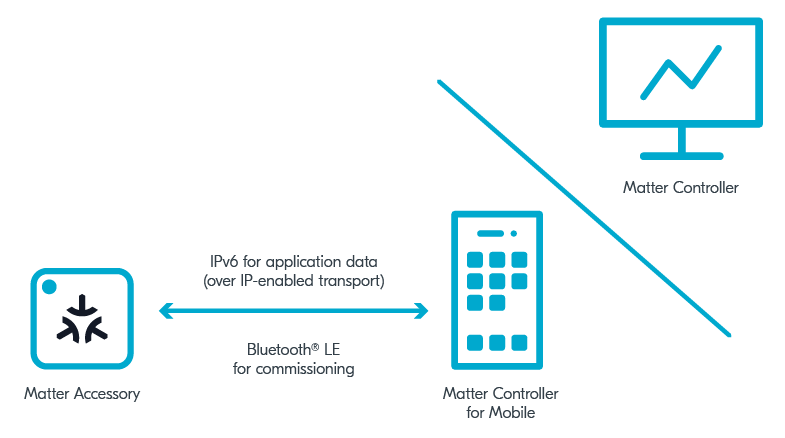 Matter Controller
IPv6 for application data
(over IP-enabled transport)
Bluetooth® LE
for commissioning
Matter Accessory
Matter Controller
for Mobile